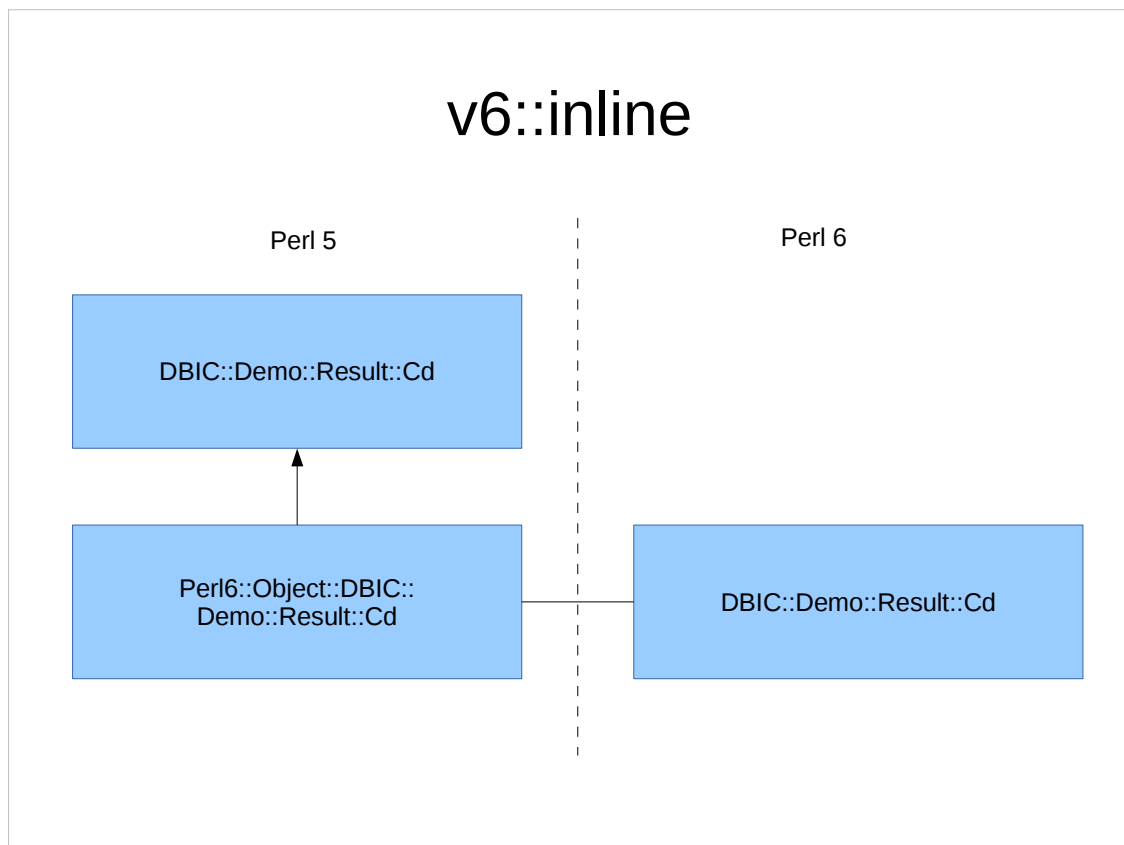 v6::inline
Perl 5
Perl 6
DBIC::Demo::Result::Cd
Perl6::Object::DBIC::
Demo::Result::Cd
DBIC::Demo::Result::Cd